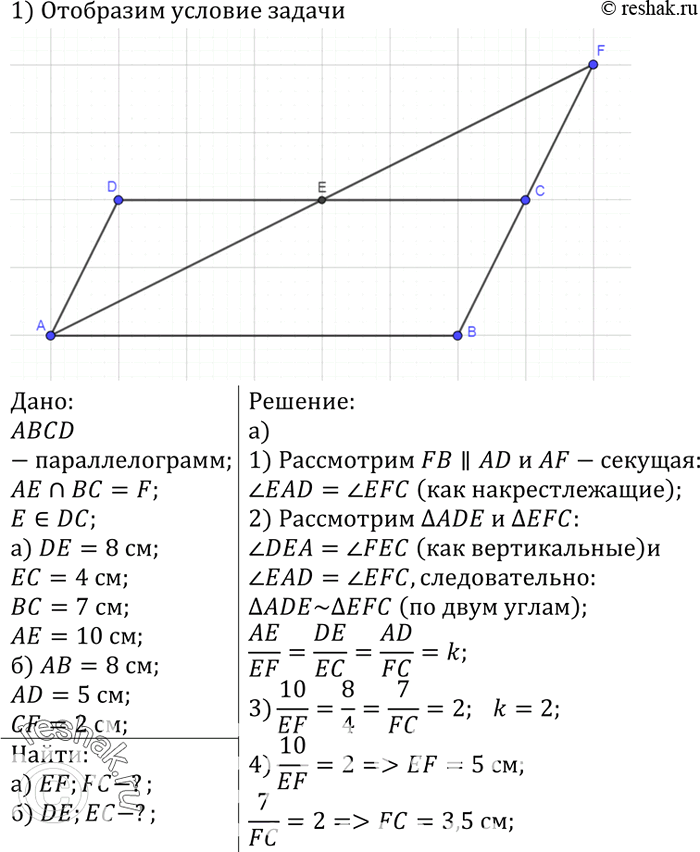 1) Отобразим условие задачи
© reshak.ru
F
D
E
C
A
B
Дано:
ABCD
− параллелограмм;
AE ∩ BC = F;
E ∈ DC;
а) DE = 8 см;
EC = 4 см;
BC = 7 см;
AE = 10 см;
б) AB = 8 см;
AD = 5 см;
CF = 2 см;
Найти:
а) EF; FC−?;
б) DE; EC−?;
Решение:
а)
1) Рассмотрим FB ∥ AD и AF − секущая:
∠EAD = ∠EFC (как накрестлежащие);
2) Рассмотрим ΔADE и ΔEFC:
∠DEA = ∠FEC (как вертикальные)и
∠EAD = ∠EFC, следовательно:
ΔADE~ΔEFC (по двум углам);
AE/EF = DE/EC = AD/FC = k;
3) 10/EF = 8/4 = 7/FC = 2; k = 2;
4) 10/EF = 2 => EF = 5 см;
7/FC = 2 => FC = 3,5 см;
reshak.ru